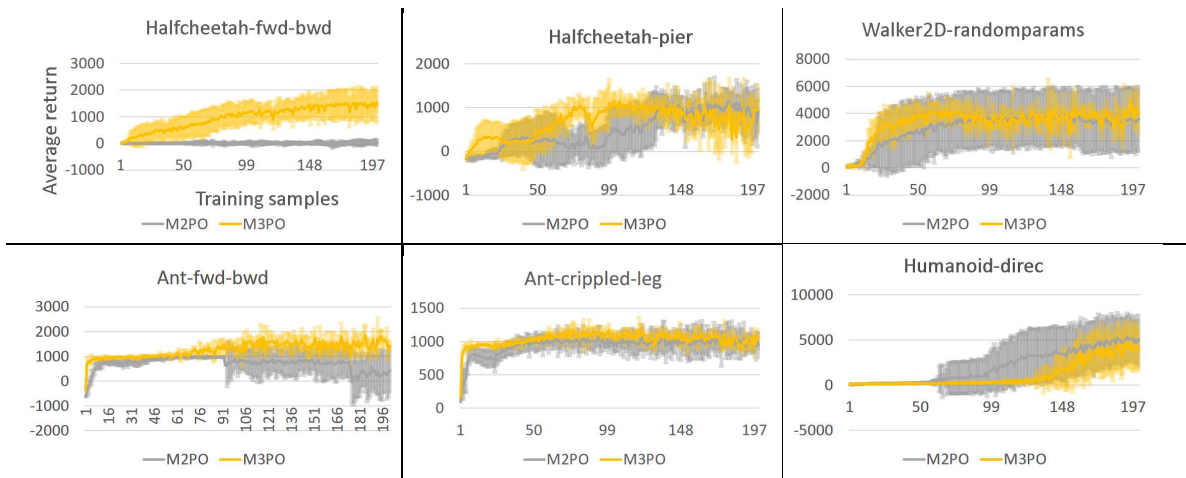 Halfcheetah-fwd-bwd
Average return
3000
2000
1000
0
-1000
1 50 99 148 197
Training samples
M2PO M3PO
Halfcheetah-pier
2000
1000
0
-1000
1 50 99 148 197
M2PO M3PO
Walker2D-randomparams
8000
6000
4000
2000
0
-2000
1 50 99 148 197
M2PO M3PO
Ant-fwd-bwd
3000
2000
1000
0
-1000
-2000
1 16 31 46 61 76 91 106 121 136 151 166 181 196
M2PO M3PO
Ant-crippled-leg
1500
1000
500
0
1 50 99 148 197
M2PO M3PO
Humanoid-direc
10000
5000
0
-5000
1 50 99 148 197
M2PO M3PO